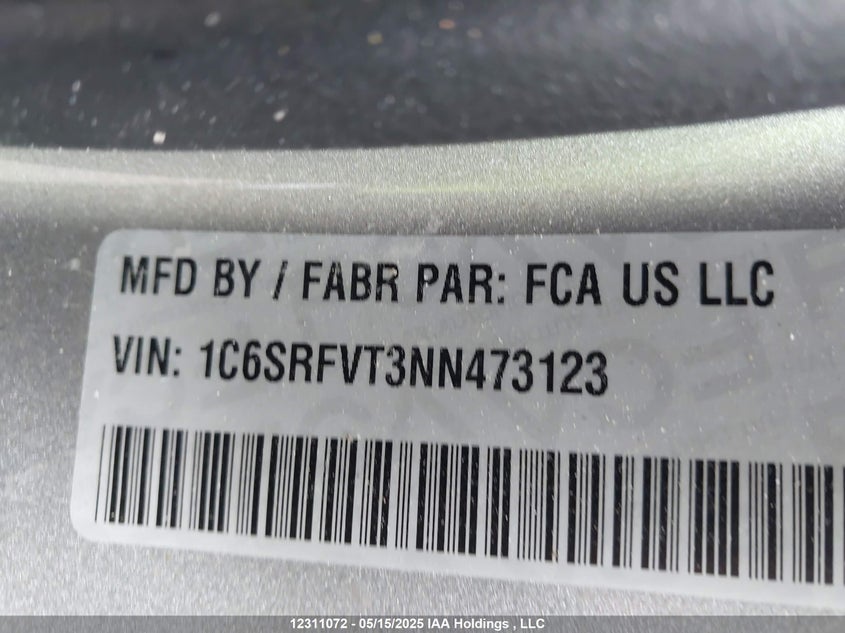 MFD BY / FABR PAR: FCA US LLC
VIN: 1C6SRFVT3NN473123
12311072 - 05/15/2025 IAA Holdings , LLC